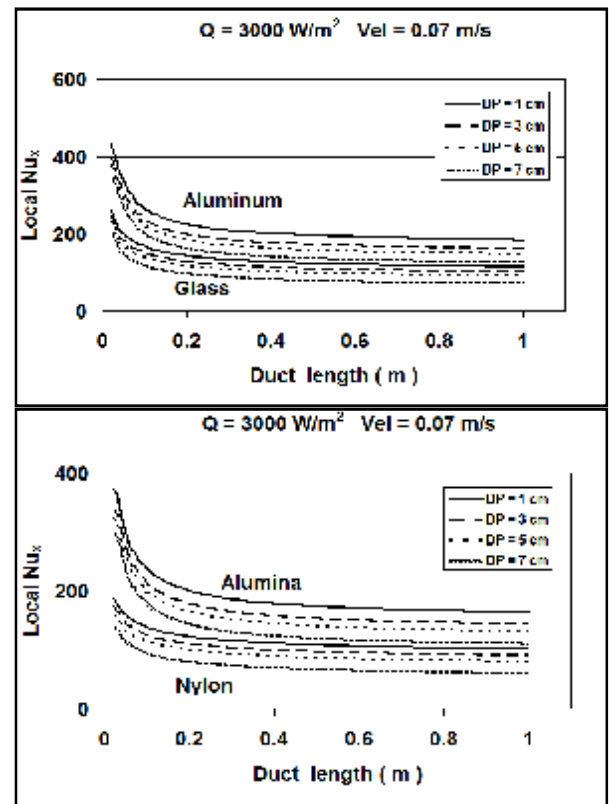 Q = 3000 W/m² Vel = 0.07 m/s
600
400
200
0
Local Nuₓ
DP = 1 cm
DP = 3 cm
DP = 5 cm
DP = 7 cm
Aluminum
Glass
0 0.2 0.4 0.6 0.8 1
Duct length ( m )
Q = 3000 W/m² Vel = 0.07 m/s
400
200
0
Local Nuₓ
DP = 1 cm
DP = 3 cm
DP = 5 cm
DP = 7 cm
Alumina
Nylon
0 0.2 0.4 0.6 0.8 1
Duct length ( m )